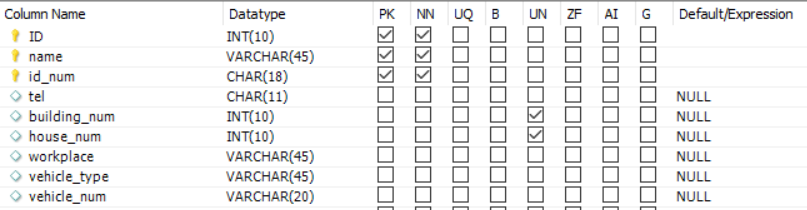 Column Name Datatype PK NN UQ B UN ZF AI G Default/Expression
ID INT(10)
name VARCHAR(45)
id_num CHAR(18)
tel CHAR(11) NULL
building_num INT(10) NULL
house_num INT(10) NULL
workplace VARCHAR(45) NULL
vehicle_type VARCHAR(45) NULL
vehicle_num VARCHAR(20) NULL